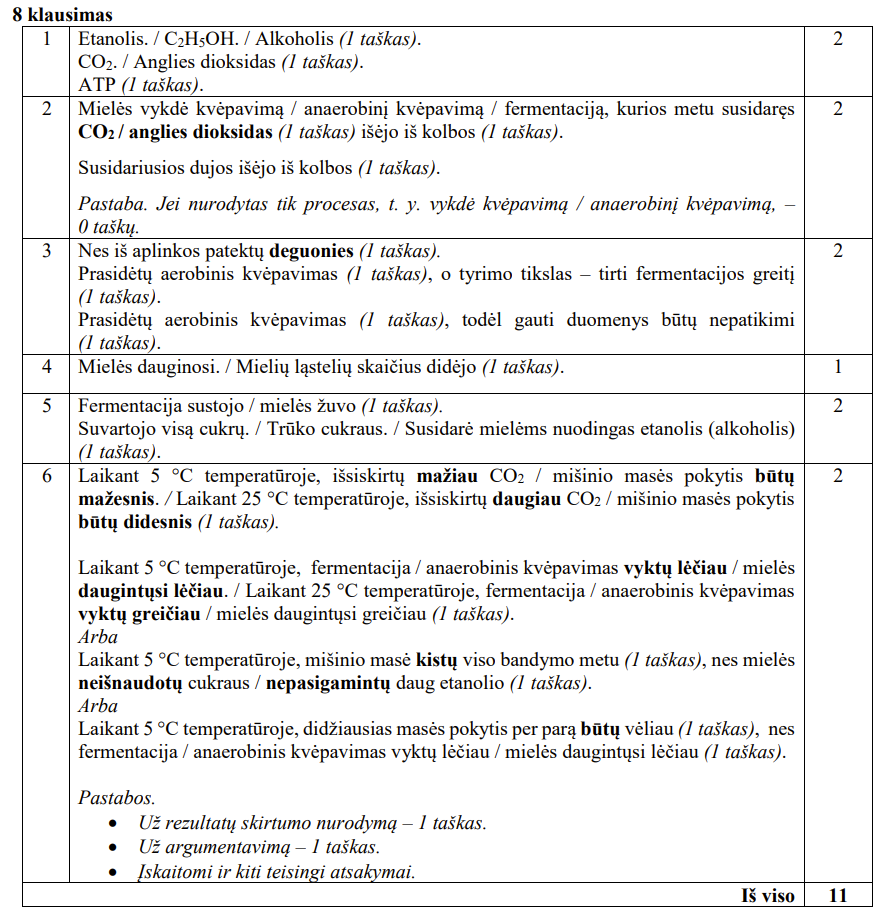 8 klausimas
1 Etanolis. / C₂H₅OH. / Alkoholis (1 taškas). 2
CO₂. / Anglies dioksidas (1 taškas).
ATP (1 taškas).
2 Mielės vykdė kvėpavimą / anaerobinį kvėpavimą / fermentaciją, kurios metu susidaręs 2
CO₂ / anglies dioksidas (1 taškas) išėjo iš kolbos (1 taškas).
Susidariusios dujos išėjo iš kolbos (1 taškas).
Pastaba. Jei nurodytas tik procesas, t. y. vykdė kvėpavimą / anaerobinį kvėpavimą, –
0 taškų.
3 Nes iš aplinkos patektų deguonies (1 taškas). 2
Prasidėtų aerobinis kvėpavimas (1 taškas), o tyrimo tikslas – tirti fermentacijos greitį
(1 taškas).
Prasidėtų aerobinis kvėpavimas (1 taškas), todėl gauti duomenys būtų nepatikimi
(1 taškas).
4 Mielės dauginosi. / Mielių ląstelių skaičius didėjo (1 taškas). 1
5 Fermentacija sustojo / mielės žuvo (1 taškas). 2
Suvartojo visą cukrų. / Trūko cukraus. / Susidarė mielėms nuodingas etanolis (alkoholis)
(1 taškas).
6 Laikant 5 °C temperatūroje, išsiskirtų mažiau CO₂ / mišinio masės pokytis būtų 2
mažesnis. / Laikant 25 °C temperatūroje, išsiskirtų daugiau CO₂ / mišinio masės pokytis
būtų didesnis (1 taškas).
Laikant 5 °C temperatūroje, fermentacija / anaerobinis kvėpavimas vyktų lėčiau / mielės
daugintųsi lėčiau. / Laikant 25 °C temperatūroje, fermentacija / anaerobinis kvėpavimas
vyktų greičiau / mielės daugintųsi greičiau (1 taškas).
Arba
Laikant 5 °C temperatūroje, mišinio masė kistų viso bandymo metu (1 taškas), nes mielės
neišnaudotų cukraus / nepasigamintų daug etanolio (1 taškas).
Arba
Laikant 5 °C temperatūroje, didžiausias masės pokytis per parą būtų vėliau (1 taškas), nes
fermentacija / anaerobinis kvėpavimas vyktų lėčiau / mielės daugintųsi lėčiau (1 taškas).
Pastabos.
• Už rezultatų skirtumo nurodymą – 1 taškas.
• Už argumentavimą – 1 taškas.
• Įskaitomi ir kiti teisingi atsakymai.
Iš viso 11